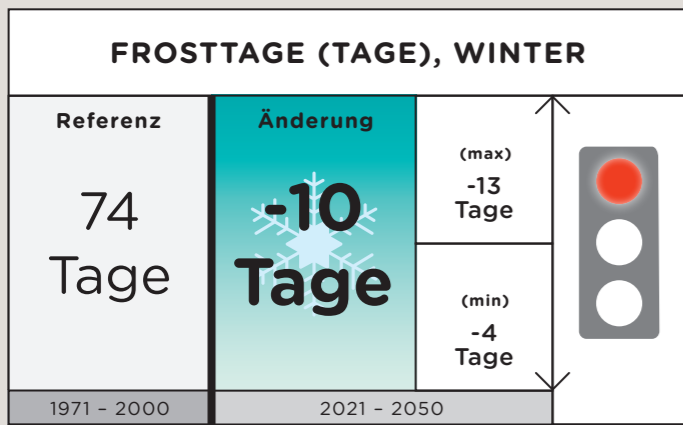 FROSTTAGE (TAGE), WINTER
Referenz
74
Tage
1971 – 2000
Änderung
-10
Tage
(max)
-13
Tage
(min)
-4
Tage
2021 – 2050